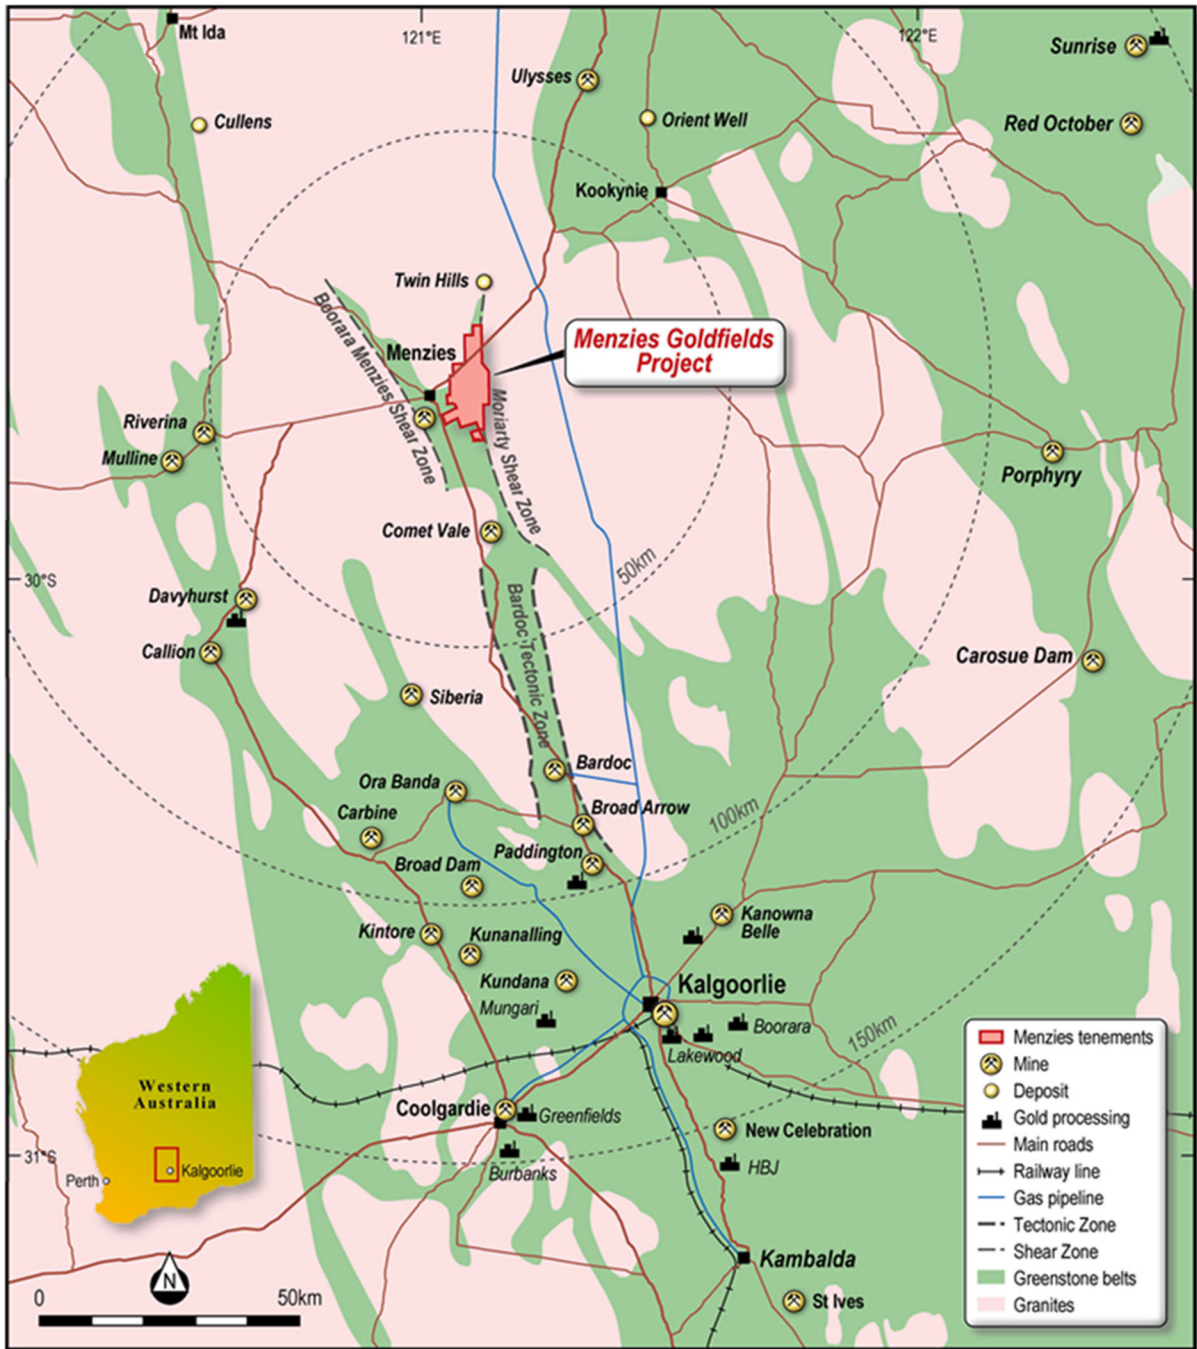 Mt Ida
121°E
122°E
Sunrise
Ulysses
Cullens
Orient Well
Red October
Kookynie
Twin Hills
Boorara Menzies Shear Zone
Menzies
Menzies Goldfields
Project
Moriarty Shear Zone
Riverina
Mulline
Porphyry
Comet Vale
50km
30°S
Davyhurst
Bardoc Tectonic Zone
Callion
Carosue Dam
Siberia
Bardoc
Ora Banda
Carbine
Broad Arrow
100km
Paddington
Broad Dam
Kanowna
Belle
Kintore
Kunanalling
Kundana
Kalgoorlie
Mungari
Boorara
150km
Lakewood
Coolgardie
Greenfields
New Celebration
31°S
Burbanks
HBJ
Kambalda
St Ives
Western
Australia
Kalgoorlie
Perth
N
0
50km
Menzies tenements
Mine
Deposit
Gold processing
Main roads
Railway line
Gas pipeline
Tectonic Zone
Shear Zone
Greenstone belts
Granites